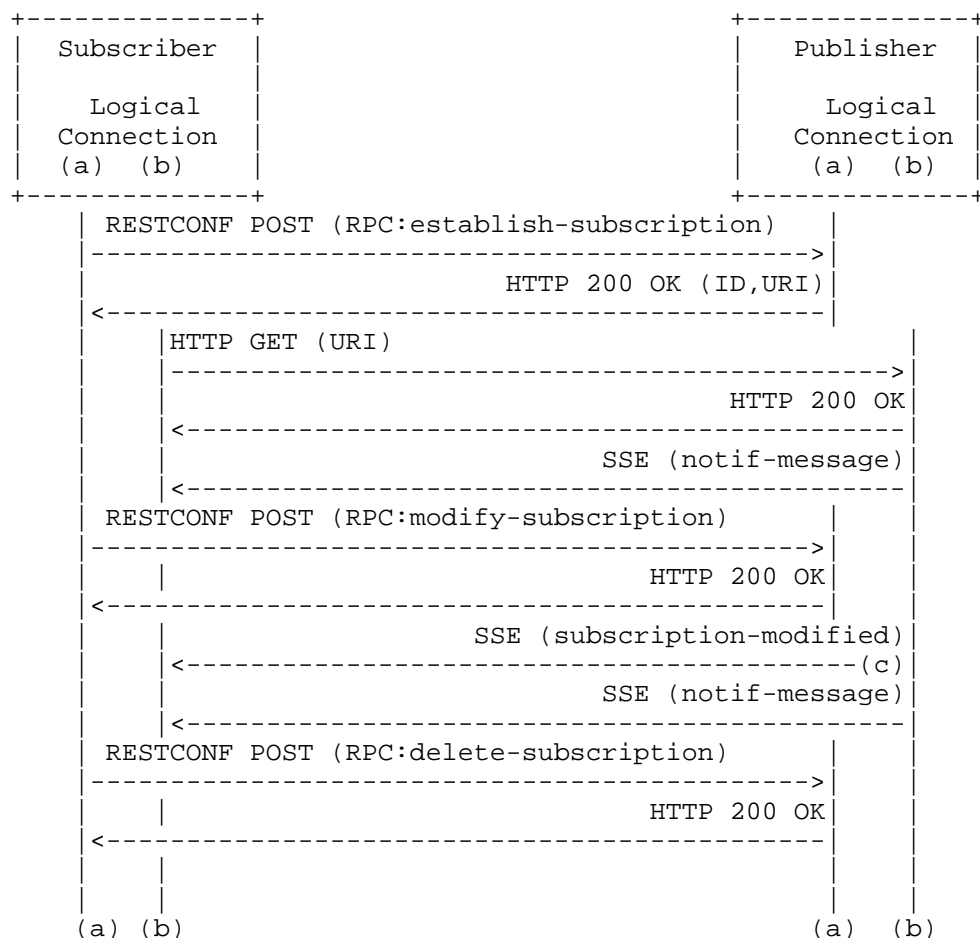 Subscriber Publisher
Logical Logical
Connection Connection
(a) (b) (a) (b)
RESTCONF POST (RPC:establish-subscription)
HTTP 200 OK (ID,URI)
HTTP GET (URI)
HTTP 200 OK
SSE (notif-message)
RESTCONF POST (RPC:modify-subscription)
HTTP 200 OK
SSE (subscription-modified)
(c)
SSE (notif-message)
RESTCONF POST (RPC:delete-subscription)
HTTP 200 OK
(a) (b) (a) (b)